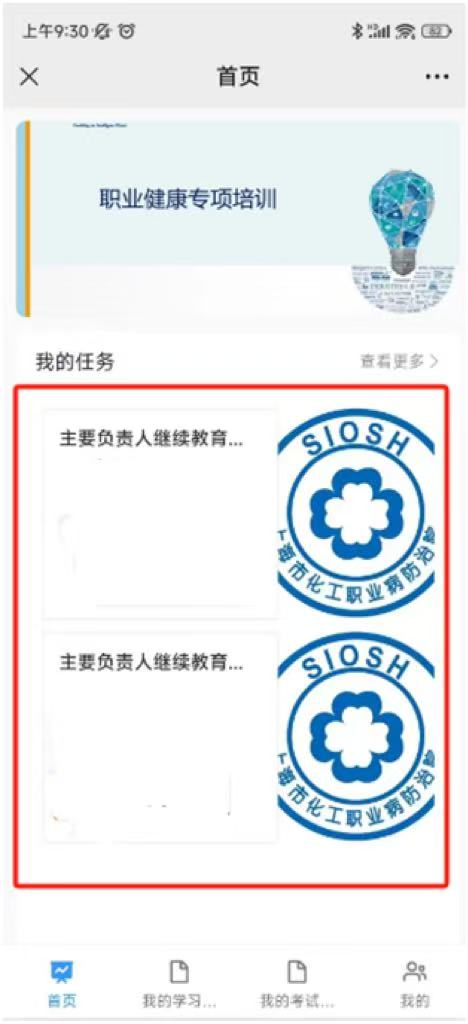 上午9:30
82
首页
职业健康专项培训
我的任务
查看更多
主要负责人继续教育...
SIOSH
上海市化工职业病防治院
主要负责人继续教育...
SIOSH
上海市化工职业病防治院
首页
我的学习...
我的考试...
我的